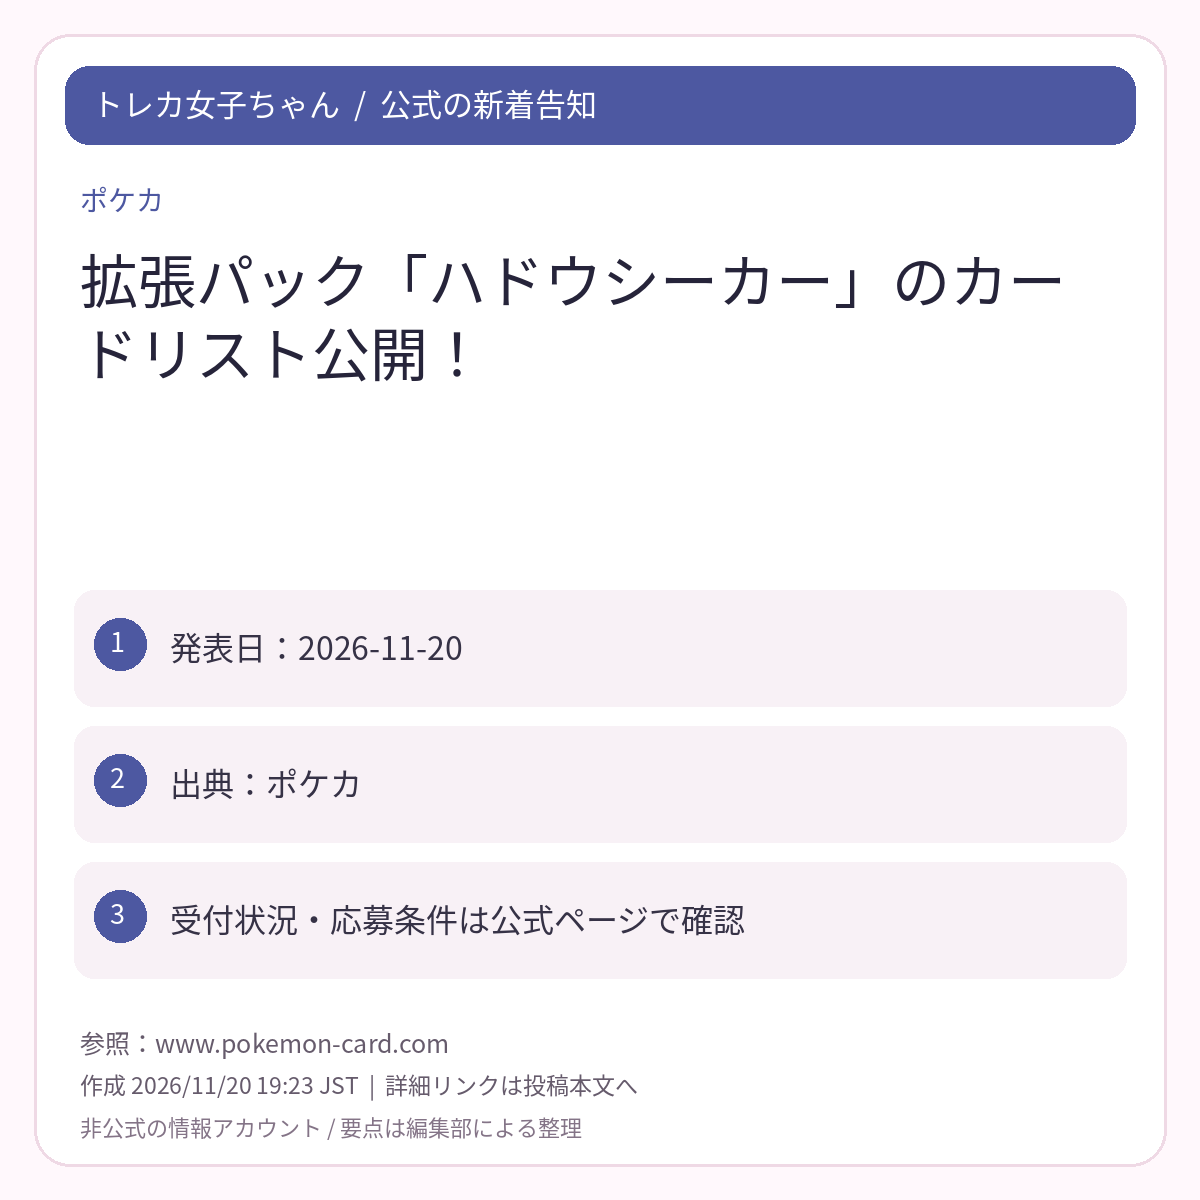 トレカ女子ちゃん / 公式の新着告知
ポケカ
拡張パック「ハドウシーカー」のカー
ドリスト公開！
1 発表日：2026-11-20
2 出典：ポケカ
3 受付状況・応募条件は公式ページで確認
参照：www.pokemon-card.com
作成 2026/11/20 19:23 JST｜詳細リンクは投稿本文へ
非公式の情報アカウント / 要点は編集部による整理